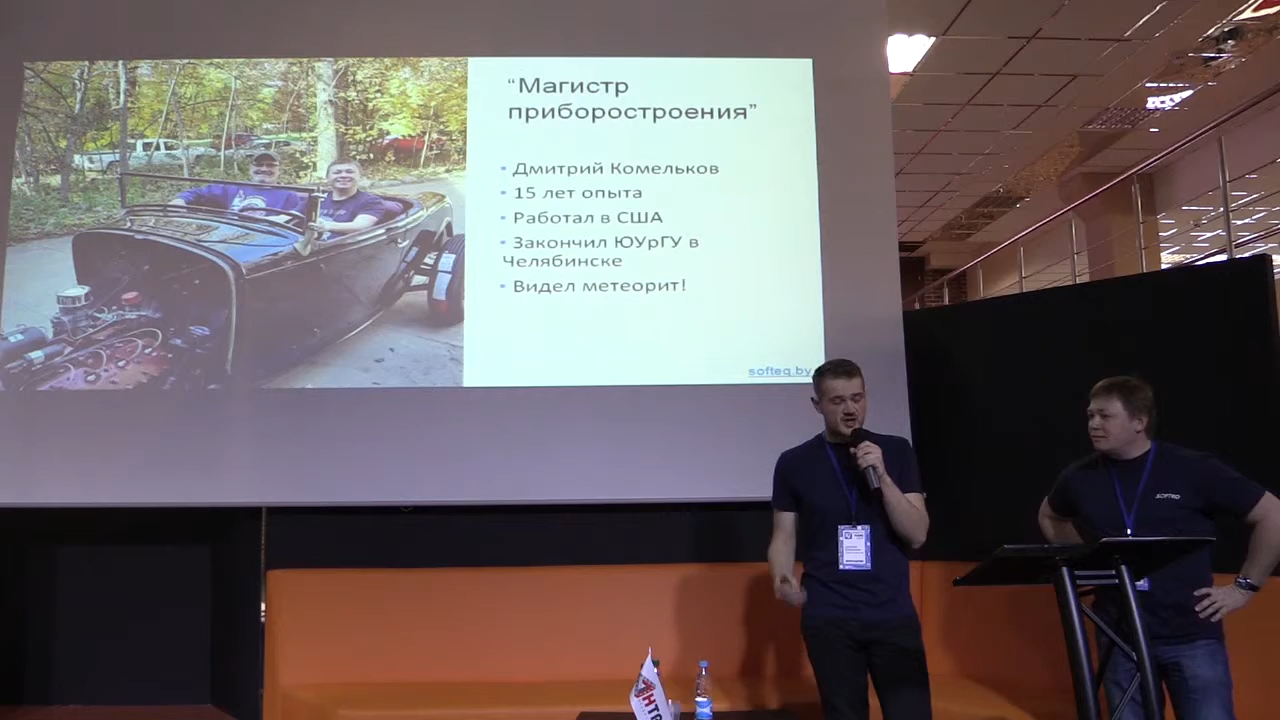 “Магистр
приборостроения”
Дмитрий Комельков
15 лет опыта
Работал в США
Закончил ЮУрГУ в
Челябинске
Видел метеорит!
softeq.by